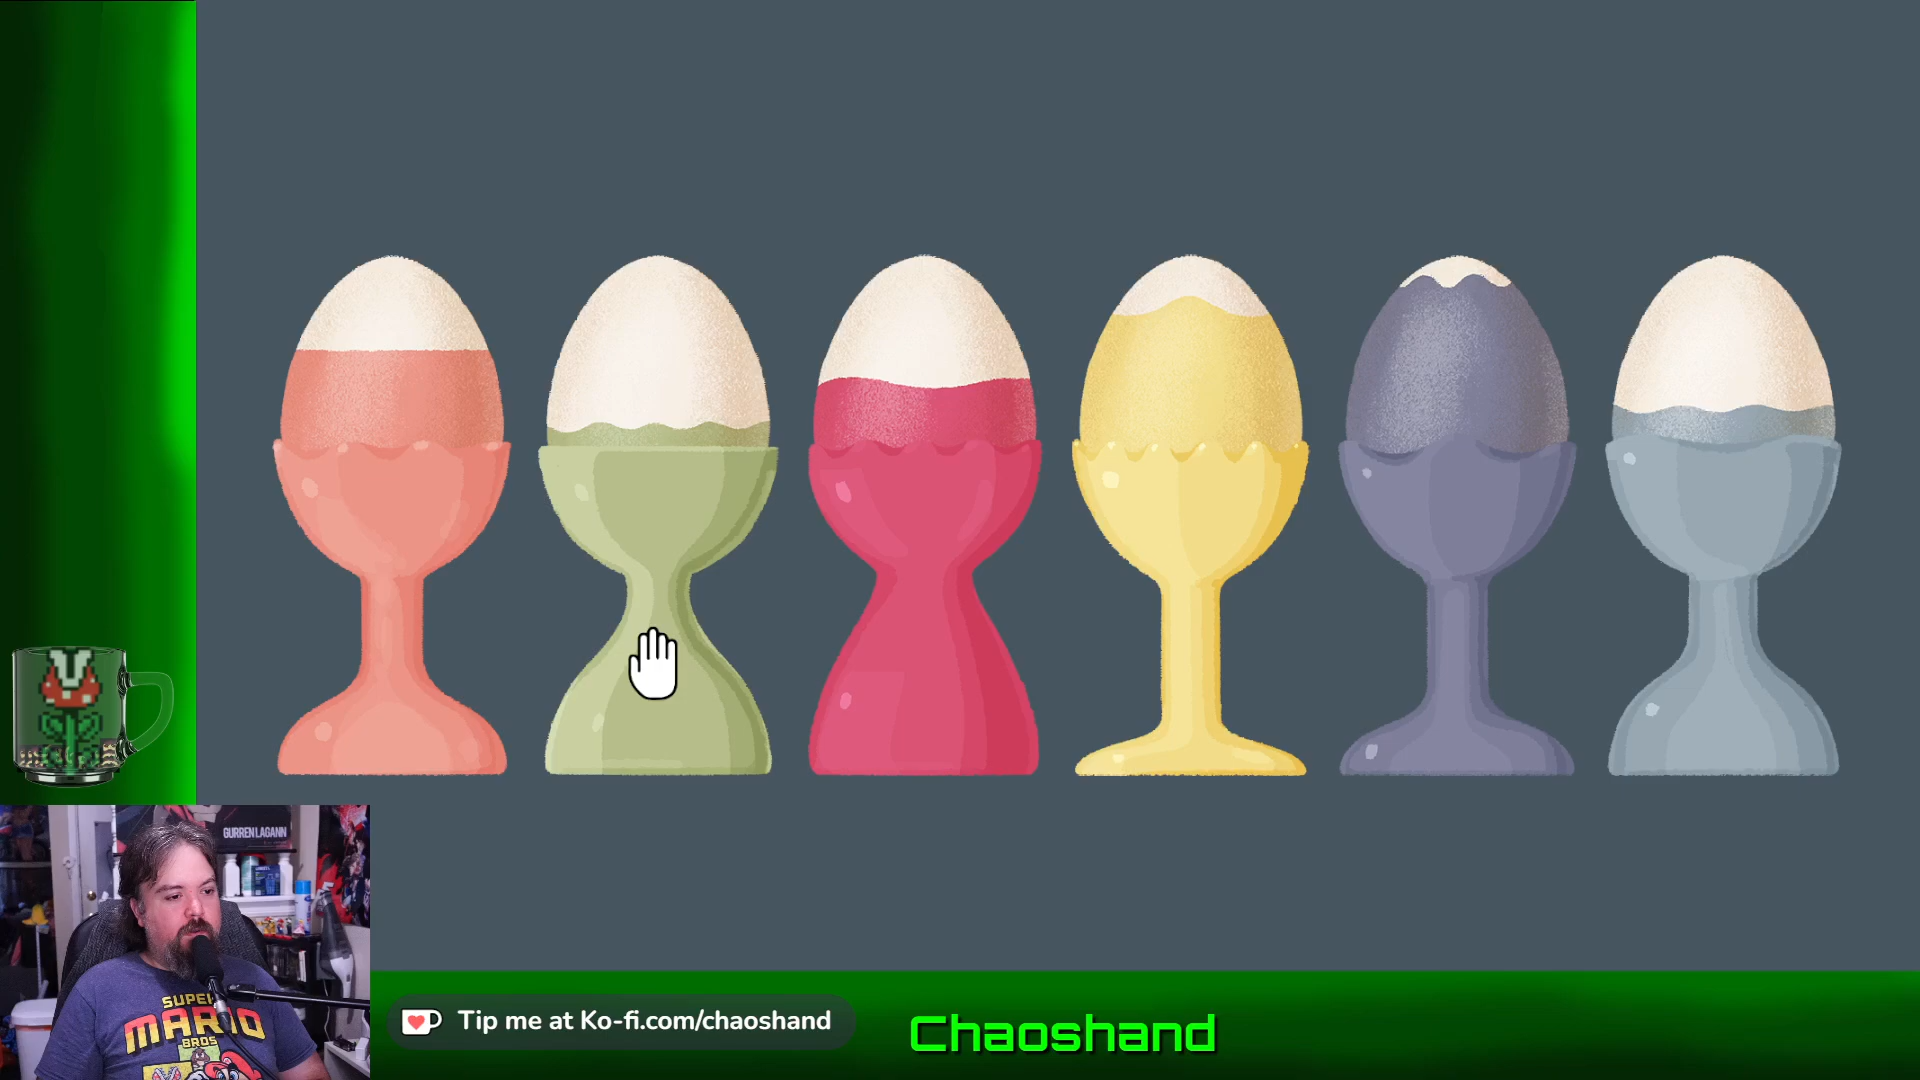 GURREN LAGANN
SUPER
MARIO
BROS
Tip me at Ko-fi.com/chaoshand
Chaoshand